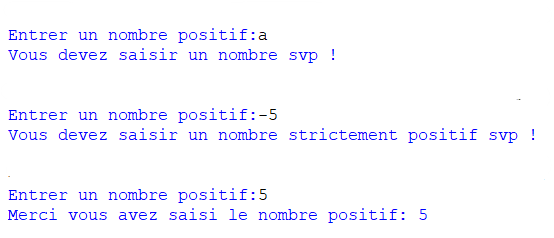 Entrer un nombre positif:a
Vous devez saisir un nombre svp !
Entrer un nombre positif:-5
Vous devez saisir un nombre strictement positif svp !
Entrer un nombre positif:5
Merci vous avez saisi le nombre positif: 5